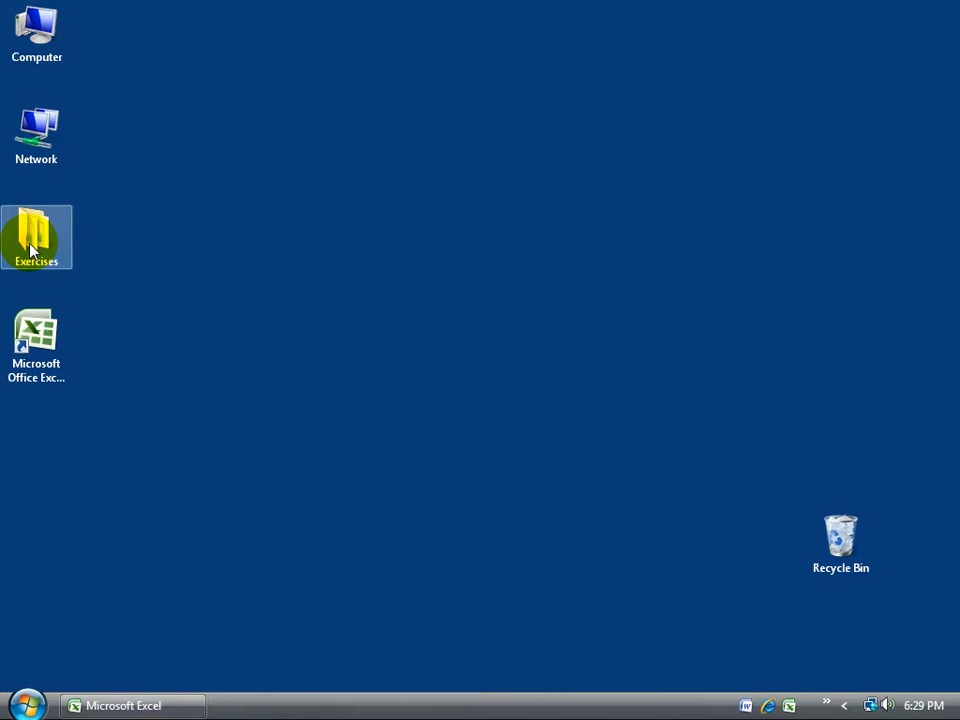 Computer
Network
Exercises
Microsoft
Office Exc...
Recycle Bin
Microsoft Excel
6:29 PM